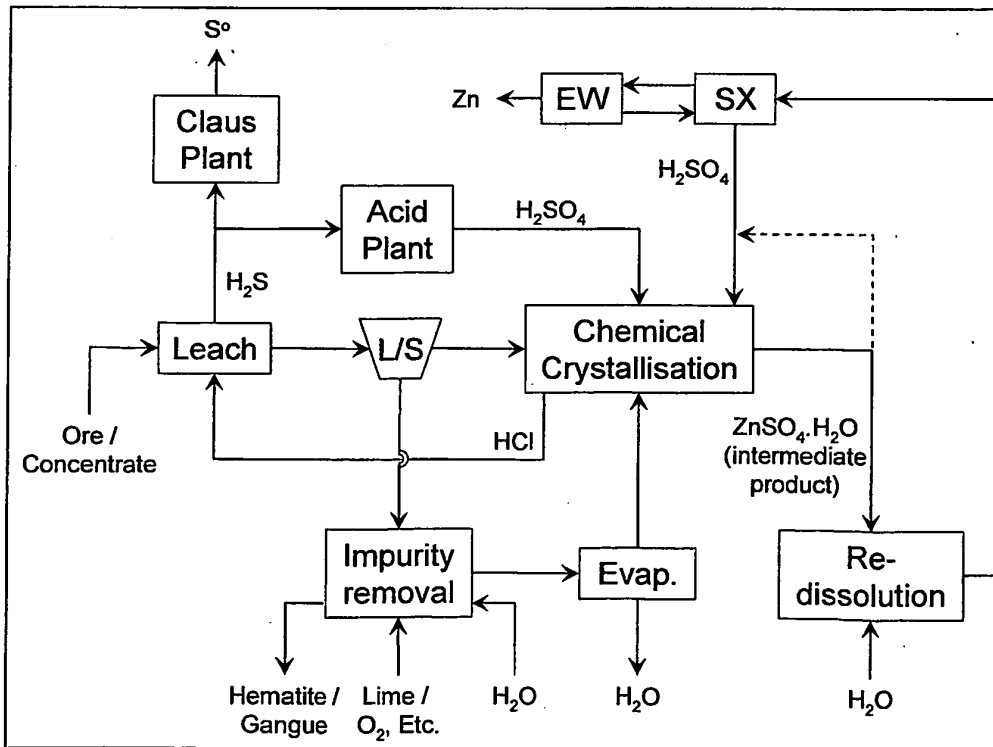 S°
Claus
Plant
Zn
EW
SX
H₂SO₄
Acid
Plant
H₂SO₄
H₂S
Leach
L/S
Chemical
Crystallisation
Ore /
Concentrate
HCl
ZnSO₄.H₂O
(intermediate
product)
Impurity
removal
Evap.
Re-
dissolution
Hematite /
Gangue
Lime /
O₂, Etc.
H₂O
H₂O
H₂O